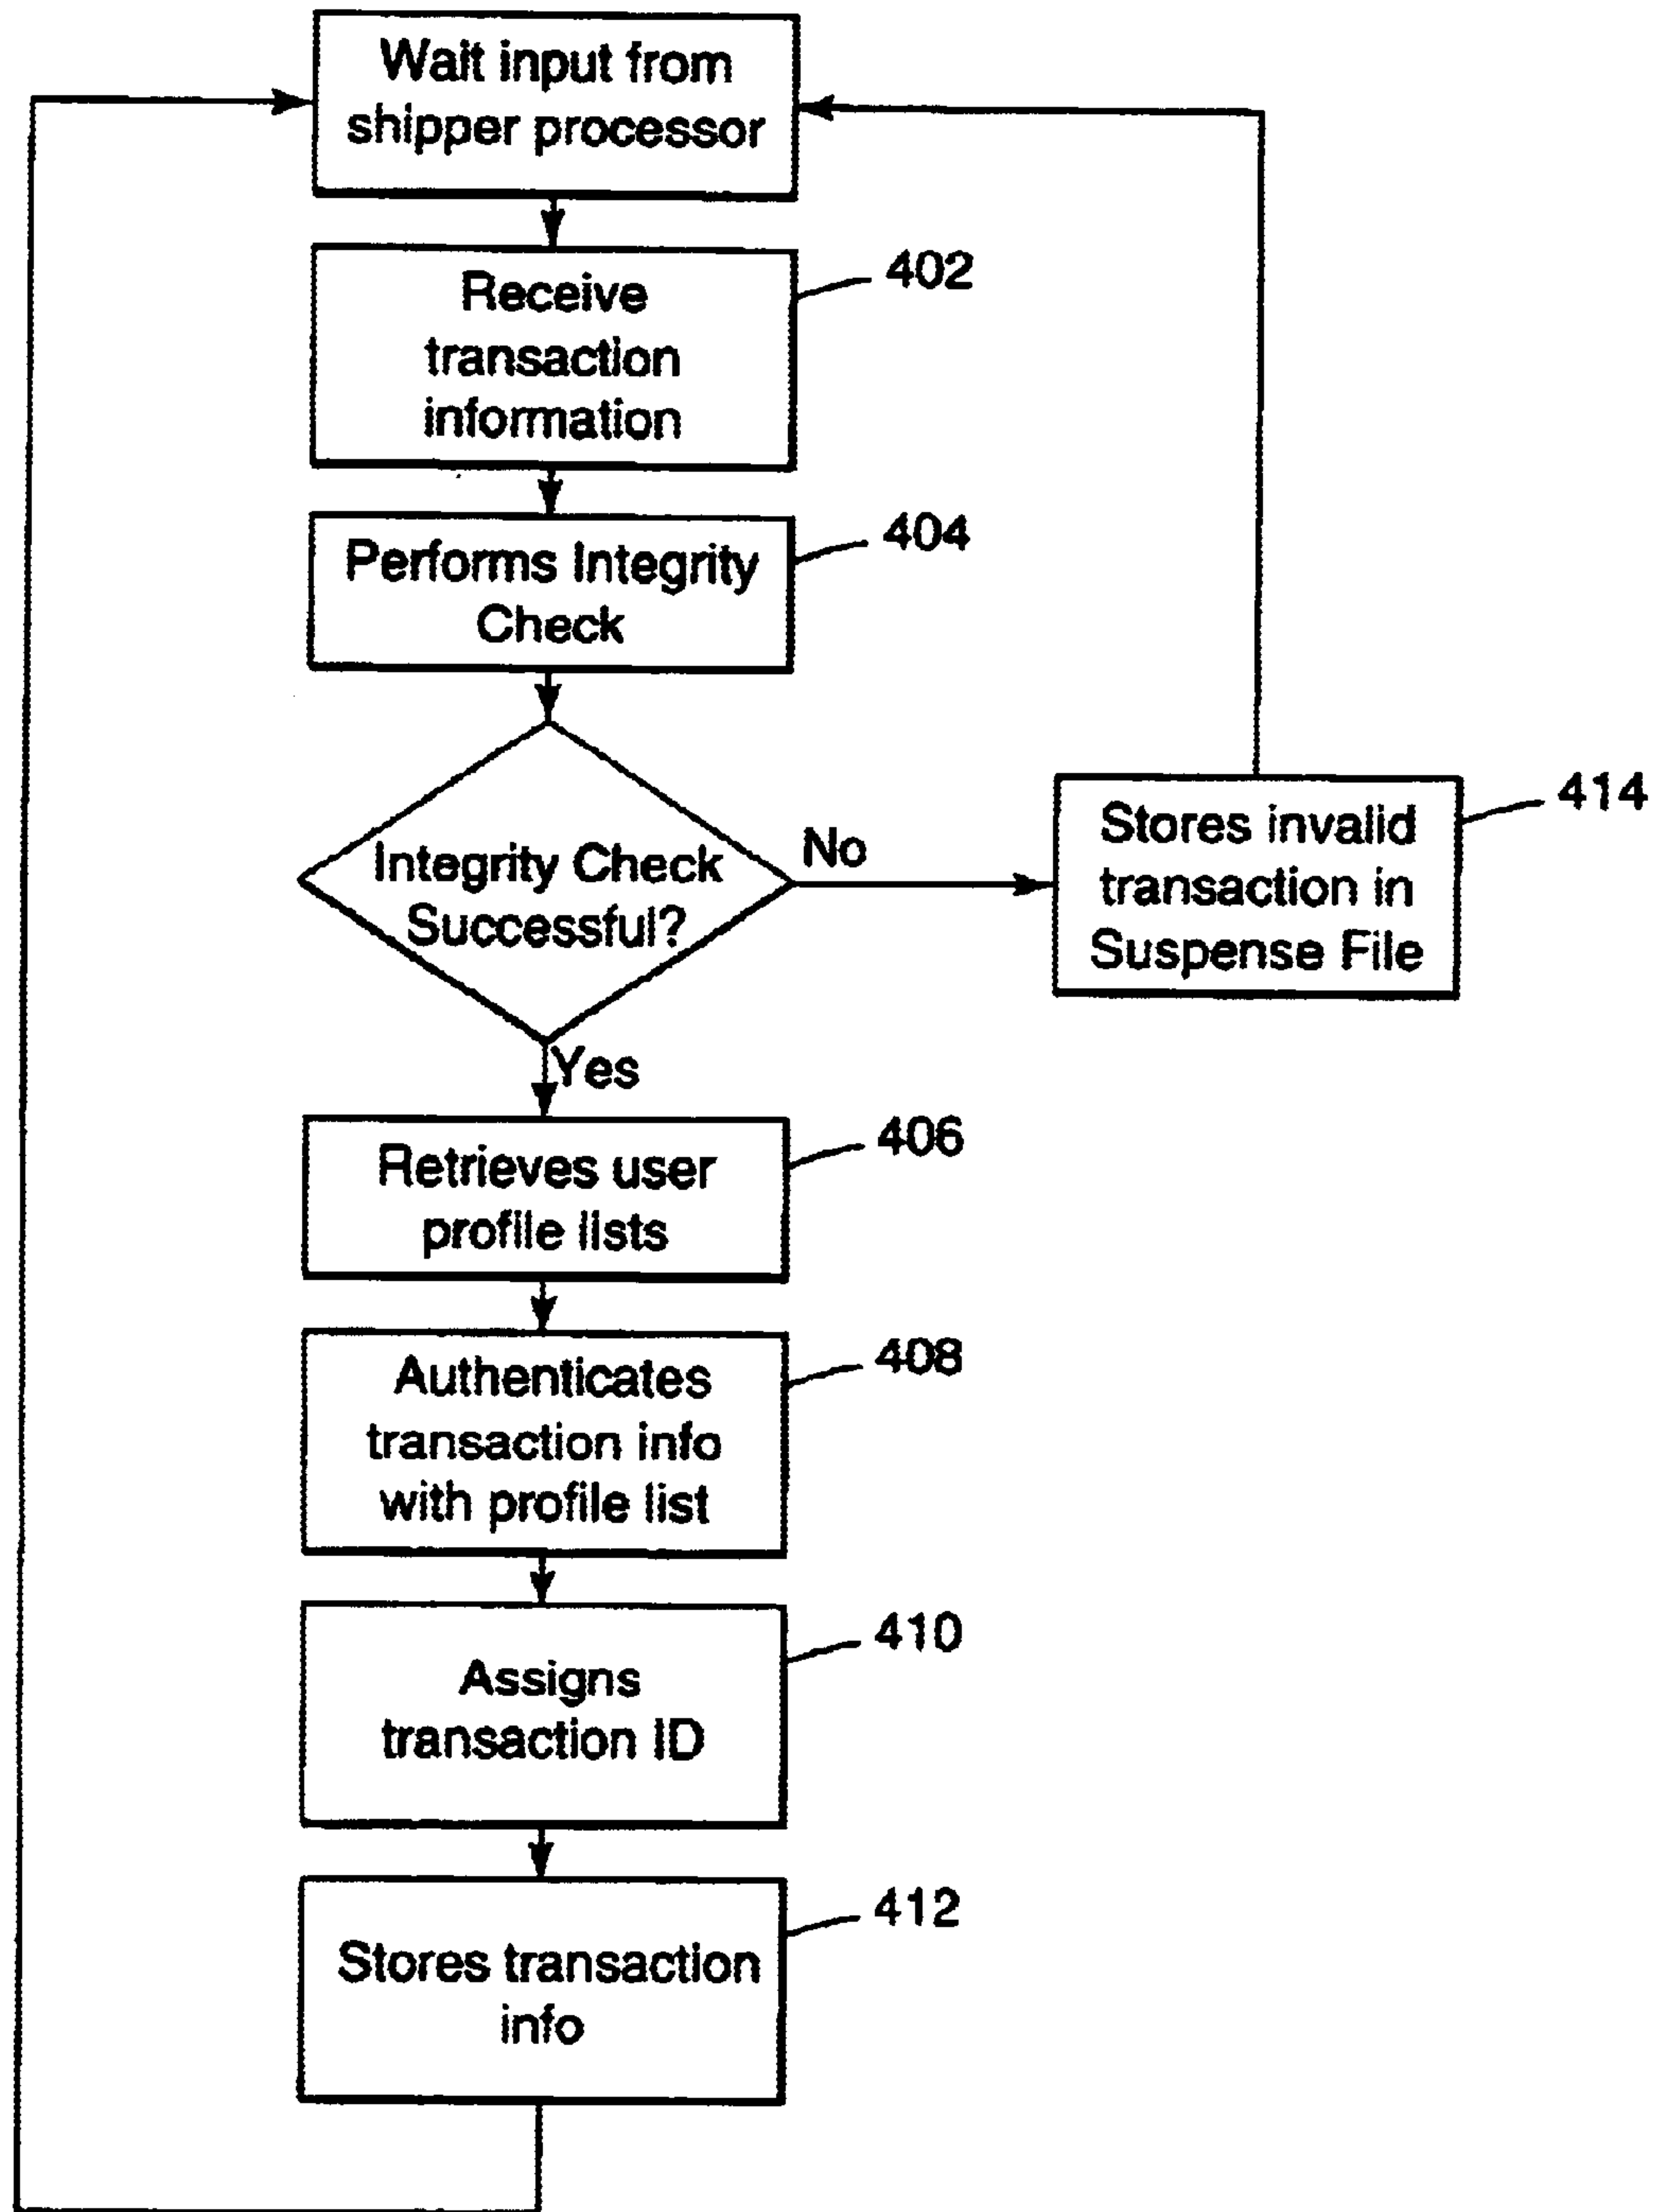 Wait input from
shipper processor
402
Receive
transaction
information
404
Performs Integrity
Check
Integrity Check
Successful?
No
414
Stores invalid
transaction in
Suspense File
Yes
406
Retrieves user
profile lists
408
Authenticates
transaction info
with profile list
410
Assigns
transaction ID
412
Stores transaction
info